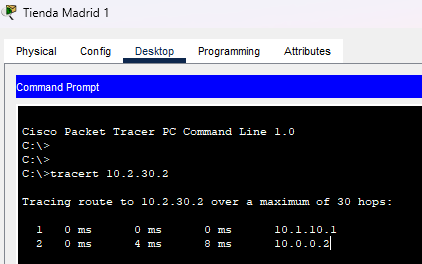 Tienda Madrid 1
Physical Config Desktop Programming Attributes
Command Prompt
Cisco Packet Tracer PC Command Line 1.0
C:\>
C:\>
C:\>tracert 10.2.30.2
Tracing route to 10.2.30.2 over a maximum of 30 hops:
1 0 ms 0 ms 0 ms 10.1.10.1
2 0 ms 4 ms 8 ms 10.0.0.2